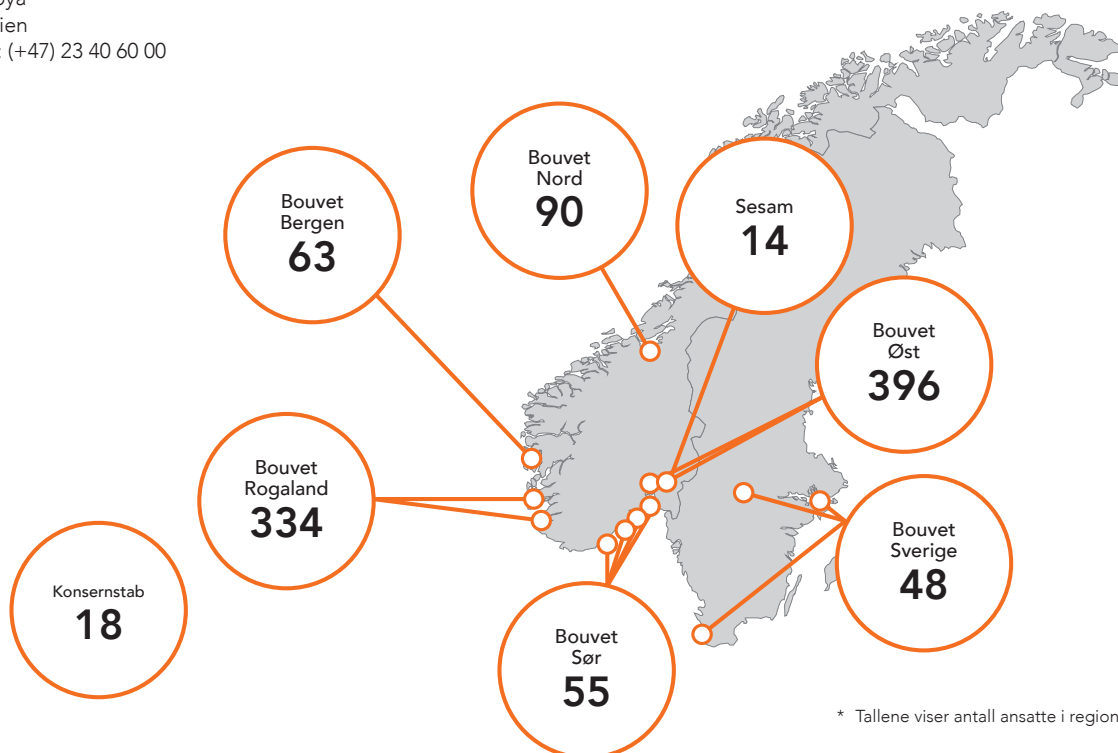 (+47) 23 40 60 00
Bouvet
Nord
90
Bouvet
Bergen
63
Sesam
14
Bouvet
Øst
396
Bouvet
Rogaland
334
Bouvet
Sverige
48
Konsernstab
18
Bouvet
Sør
55
* Tallene viser antall ansatte i region